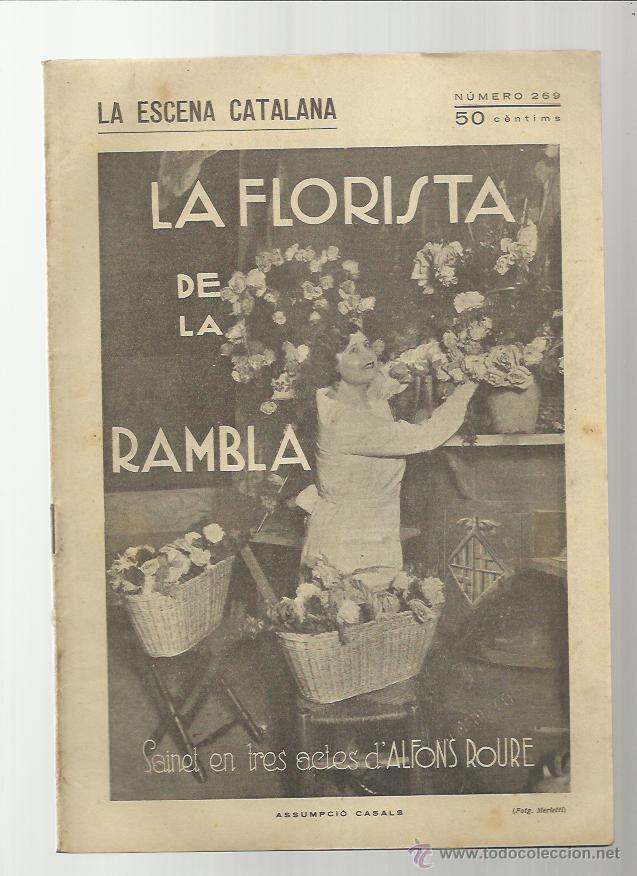 LA ESCENA CATALANA
NÚMERO 269
50 cèntims
LA FLORISTA
DE
LA
RAMBLA
Sainet en tres actes d'ALFONS ROURE
ASSUMPCIÓ CASALS
(Fotg. Merletti)
todocoleccion
www.todocoleccion.net